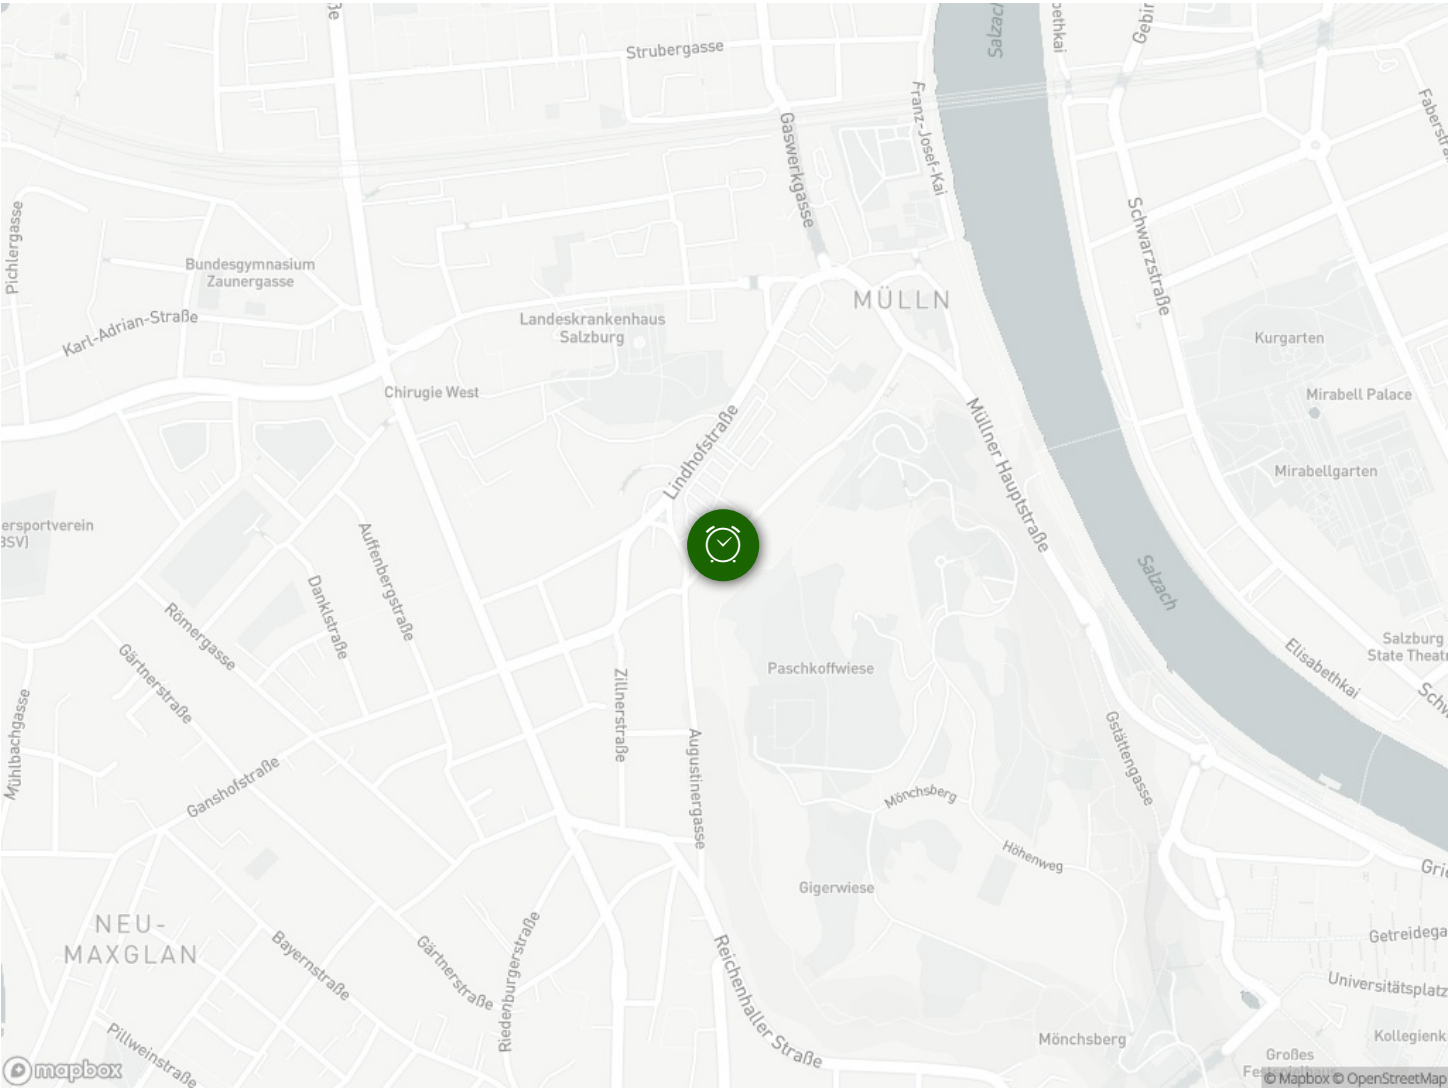 Salzach
Strubergasse
Gaswerkgasse
Franz-Josef-Kai
Schwarzstraße
Pichlergasse
Bundesgymnasium
Zaunergasse
Karl-Adrian-Straße
Landeskrankenhaus
Salzburg
MÜLLN
Kurgarten
Chirugie West
Mirabell Palace
Lindhofstraße
Müllner Hauptstraße
Mirabellgarten
ersportverein
BSV)
Auffenbergstraße
Danklstraße
Römergasse
Gärtnerstraße
Salzach
Elisabethkai
Salzburg
State Theatr
Paschkoffwiese
Zillnerstraße
Augustinergasse
Mühlbachgasse
Ganshofstraße
Gstättengasse
Mönchsberg
Höhenweg
Gigerwiese
NEU-
MAXGLAN
Bayernstraße
Gärtnerstraße
Riedenburgerstraße
Reichenhaller Straße
Getreidega
Universitätsplatz
Pillweinstraße
Mönchsberg
Kollegienk
Großes
mapbox
© Mapbox © OpenStreetMap